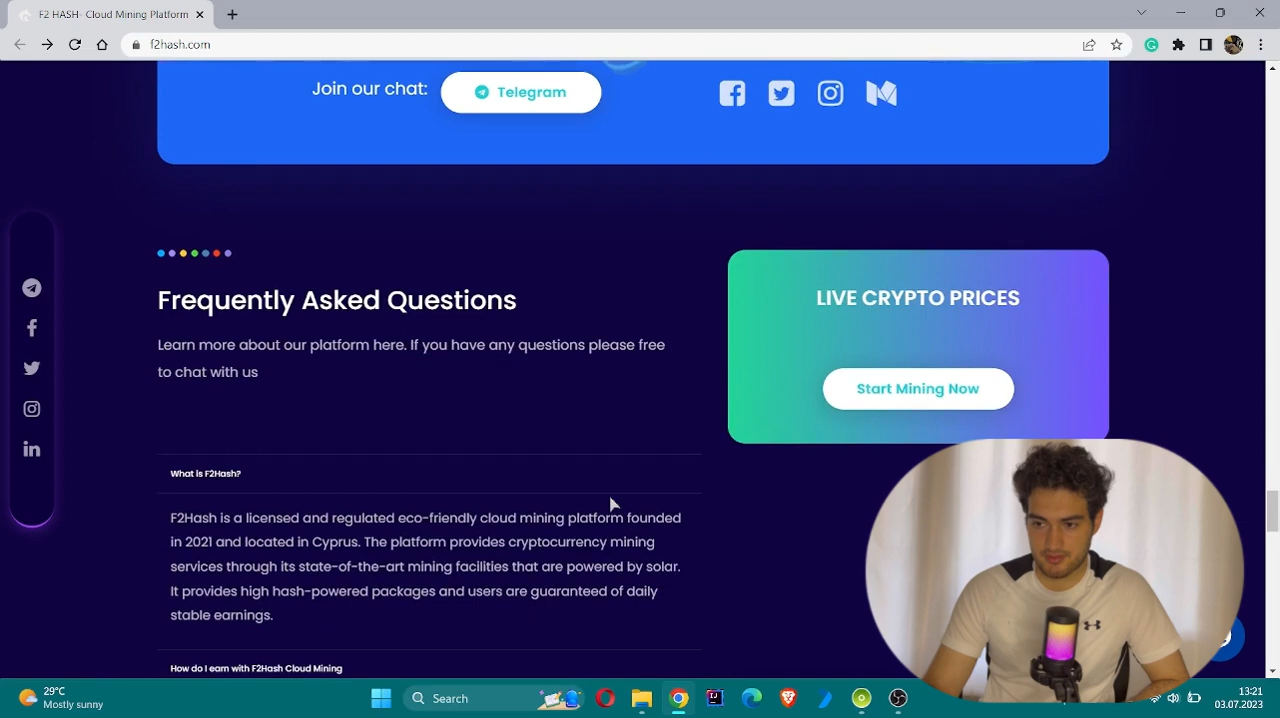 F2 HASH- Cloud Mining Platform
f2hash.com
Join our chat:
Telegram
Frequently Asked Questions
LIVE CRYPTO PRICES
Learn more about our platform here. If you have any questions please free
to chat with us
Start Mining Now
What is F2Hash?
F2Hash is a licensed and regulated eco-friendly cloud mining platform founded
in 2021 and located in Cyprus. The platform provides cryptocurrency mining
services through its state-of-the-art mining facilities that are powered by solar.
It provides high hash-powered packages and users are guaranteed of daily
stable earnings.
How do I earn with F2Hash Cloud Mining
29°C
Mostly sunny
Search
13:21
03.07.2023